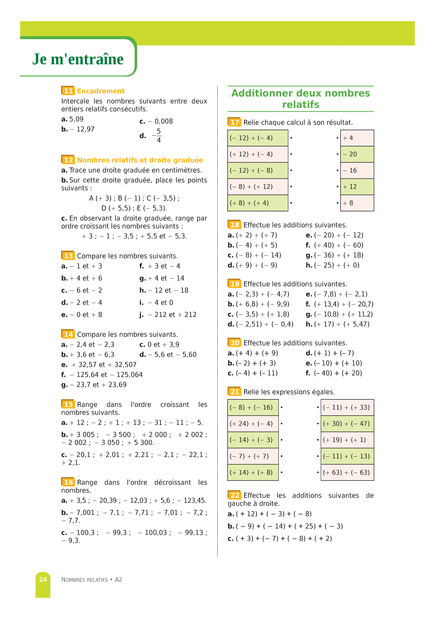 Je m'entraîne
11 Encadrement
Intercale les nombres suivants entre deux
entiers relatifs consécutifs.
a. 5,09
c. − 0,008
b. − 12,97
d. − 5/4
12 Nombres relatifs et droite graduée
a. Trace une droite graduée en centimètres.
b. Sur cette droite graduée, place les points
suivants :
A (+ 3) ; B (− 1) ; C (− 3,5) ;
D (+ 5,5) ; E (− 5,3).
c. En observant la droite graduée, range par
ordre croissant les nombres suivants :
+ 3 ; − 1 ; − 3,5 ; + 5,5 et − 5,3.
13 Compare les nombres suivants.
a. − 1 et + 3
f. + 3 et − 4
b. + 4 et + 6
g. + 4 et − 14
c. − 6 et − 2
h. − 12 et − 18
d. − 2 et − 4
i. − 4 et 0
e. − 0 et + 8
j. − 212 et + 212
14 Compare les nombres suivants.
a. − 2,4 et − 2,3
c. 0 et + 3,9
b. + 3,6 et − 6,3
d. − 5,6 et − 5,60
e. + 32,57 et + 32,507
f. − 125,64 et − 125,064
g. − 23,7 et + 23,69
15 Range dans l'ordre croissant les
nombres suivants.
a. + 12 ; − 2 ; + 1 ; + 13 ; − 31 ; − 11 ; − 5.
b. + 3 005 ; − 3 500 ; + 2 000 ; + 2 002 ;
− 2 002 ; − 3 050 ; + 5 300.
c. − 20,1 ; + 2,01 ; + 2,21 ; − 2,1 ; − 22,1 ;
+ 2,1.
16 Range dans l'ordre décroissant les
nombres.
a. + 3,5 ; − 20,39 ; − 12,03 ; + 5,6 ; − 123,45.
b. − 7,001 ; − 7,1 ; − 7,71 ; − 7,01 ; − 7,2 ;
− 7,7.
c. − 100,3 ; − 99,3 ; − 100,03 ; − 99,13 ;
− 9,3.
Additionner deux nombres
relatifs
17 Relie chaque calcul à son résultat.
(− 12) + (− 4) • • + 4
(+ 12) + (− 4) • • − 20
(− 12) + (− 8) • • − 16
(− 8) + (+ 12) • • + 12
(+ 8) + (+ 4) • • + 8
18 Effectue les additions suivantes.
a. (+ 2) + (+ 7)
e. (− 20) + (− 12)
b. (− 4) + (+ 5)
f. (+ 40) + (− 60)
c. (− 8) + (− 14)
g. (− 36) + (+ 18)
d. (+ 9) + (− 9)
h. (− 25) + (+ 0)
19 Effectue les additions suivantes.
a. (− 2,3) + (− 4,7)
e. (− 7,8) + (− 2,1)
b. (+ 6,8) + (− 9,9)
f. (+ 13,4) + (− 20,7)
c. (− 3,5) + (+ 1,8)
g. (− 10,8) + (+ 11,2)
d. (− 2,51) + (− 0,4)
h. (+ 17) + (+ 5,47)
20 Effectue les additions suivantes.
a. (+ 4) + (+ 9)
d. (+ 1) + (− 7)
b. (− 2) + (+ 3)
e. (− 10) + (+ 10)
c. (− 4) + (− 11)
f. (− 40) + (+ 20)
21 Relie les expressions égales.
(− 8) + (− 16) • • (− 11) + (+ 33)
(+ 24) + (− 4) • • (+ 30) + (− 47)
(− 14) + (− 3) • • (+ 19) + (+ 1)
(− 7) + (+ 7) • • (− 11) + (− 13)
(+ 14) + (+ 8) • • (+ 63) + (− 63)
22 Effectue les additions suivantes de
gauche à droite.
a. ( + 12) + ( − 3) + ( − 8)
b. ( − 9) + ( − 14) + ( + 25) + ( − 3)
c. ( + 3) + (− 7) + ( − 8) + ( + 2)
24 NOMBRES RELATIFS • A2